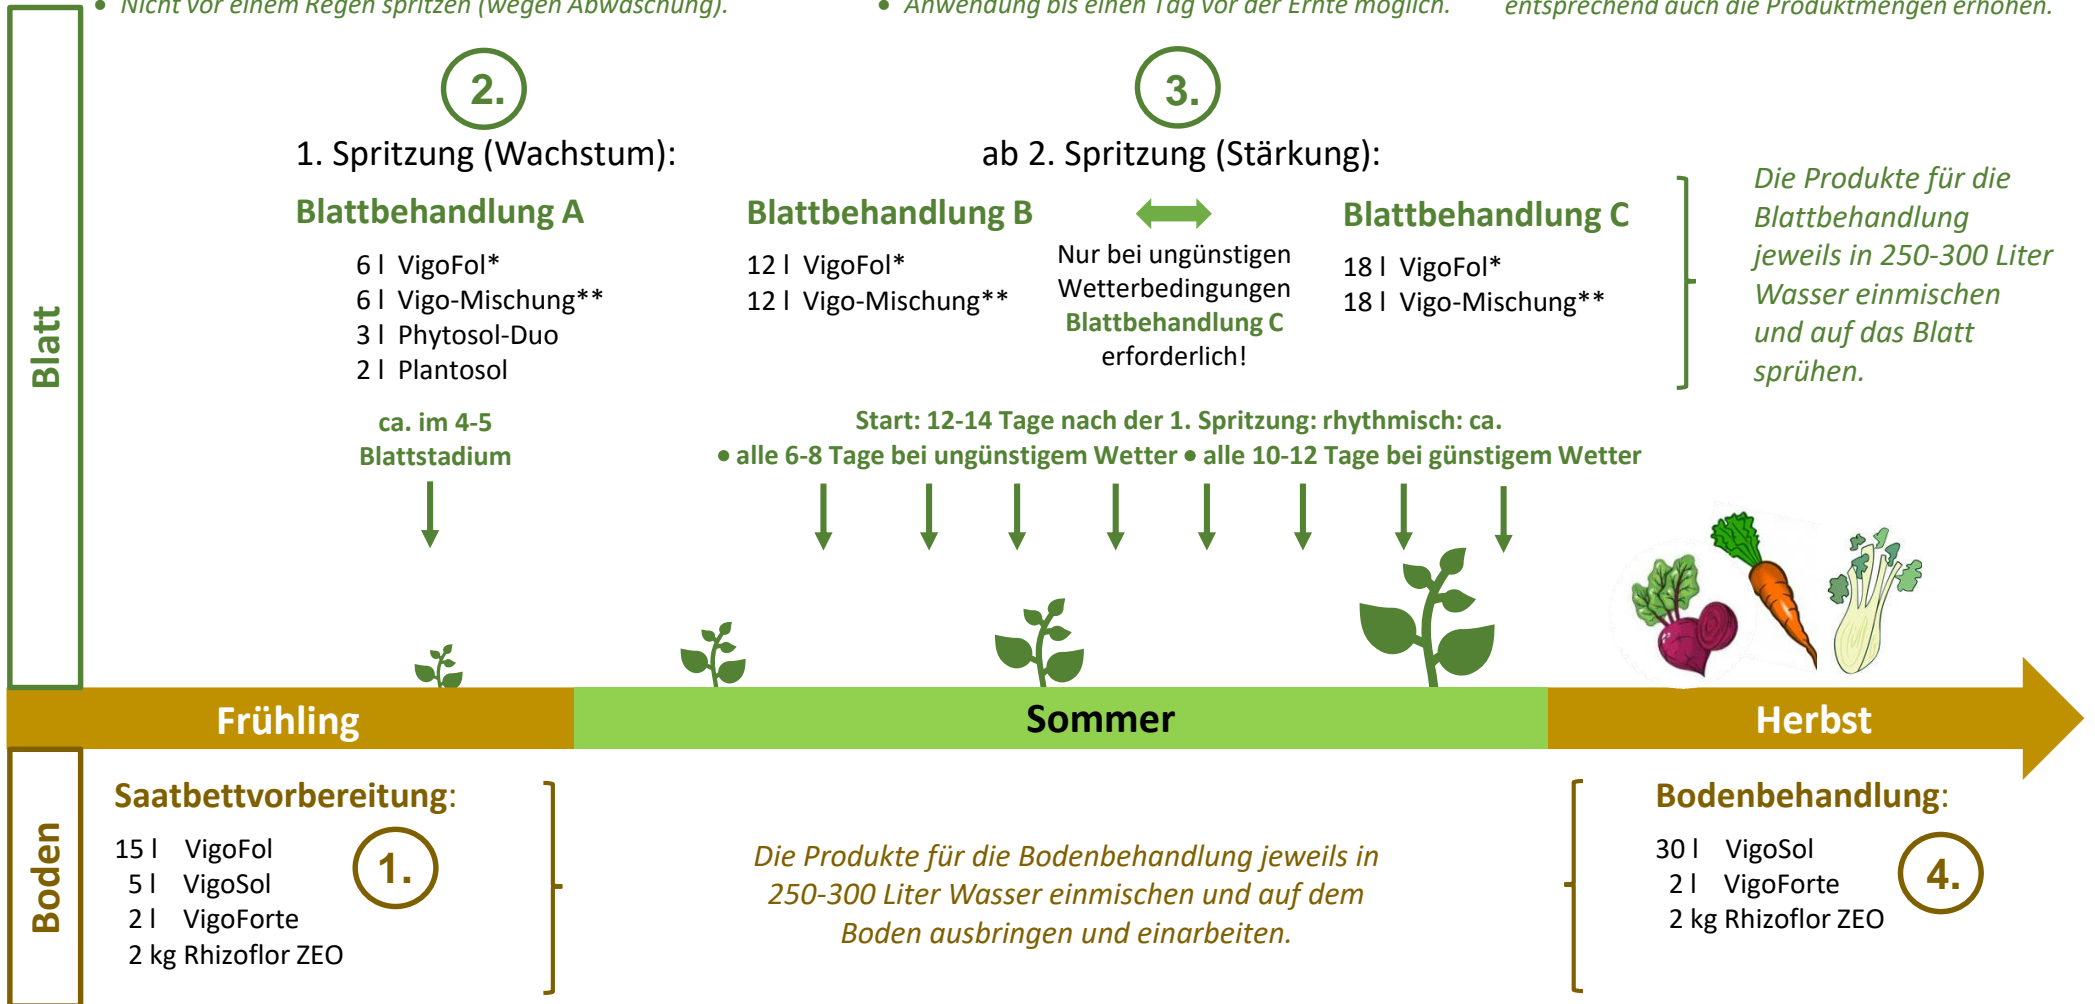 • Nicht vor einem Regen spritzen (wegen Abwaschung).
• Anwendung bis einen Tag vor der Ernte möglich.
entsprechend auch die Produktmengen erhöhen.
Blatt
2.
1. Spritzung (Wachstum):
Blattbehandlung A
6 l VigoFol*
6 l Vigo-Mischung**
3 l Phytosol-Duo
2 l Plantosol
ca. im 4-5
Blattstadium
3.
ab 2. Spritzung (Stärkung):
Blattbehandlung B
12 l VigoFol*
12 l Vigo-Mischung**
Nur bei ungünstigen
Wetterbedingungen
Blattbehandlung C
erforderlich!
Blattbehandlung C
18 l VigoFol*
18 l Vigo-Mischung**
Start: 12-14 Tage nach der 1. Spritzung: rhythmisch: ca.
• alle 6-8 Tage bei ungünstigem Wetter • alle 10-12 Tage bei günstigem Wetter
Die Produkte für die
Blattbehandlung
jeweils in 250-300 Liter
Wasser einmischen
und auf das Blatt
sprühen.
Frühling
Sommer
Herbst
Boden
Saatbettvorbereitung:
15 l VigoFol
5 l VigoSol
2 l VigoForte
2 kg Rhizoflor ZEO
1.
Die Produkte für die Bodenbehandlung jeweils in
250-300 Liter Wasser einmischen und auf dem
Boden ausbringen und einarbeiten.
Bodenbehandlung:
30 l VigoSol
2 l VigoForte
2 kg Rhizoflor ZEO
4.